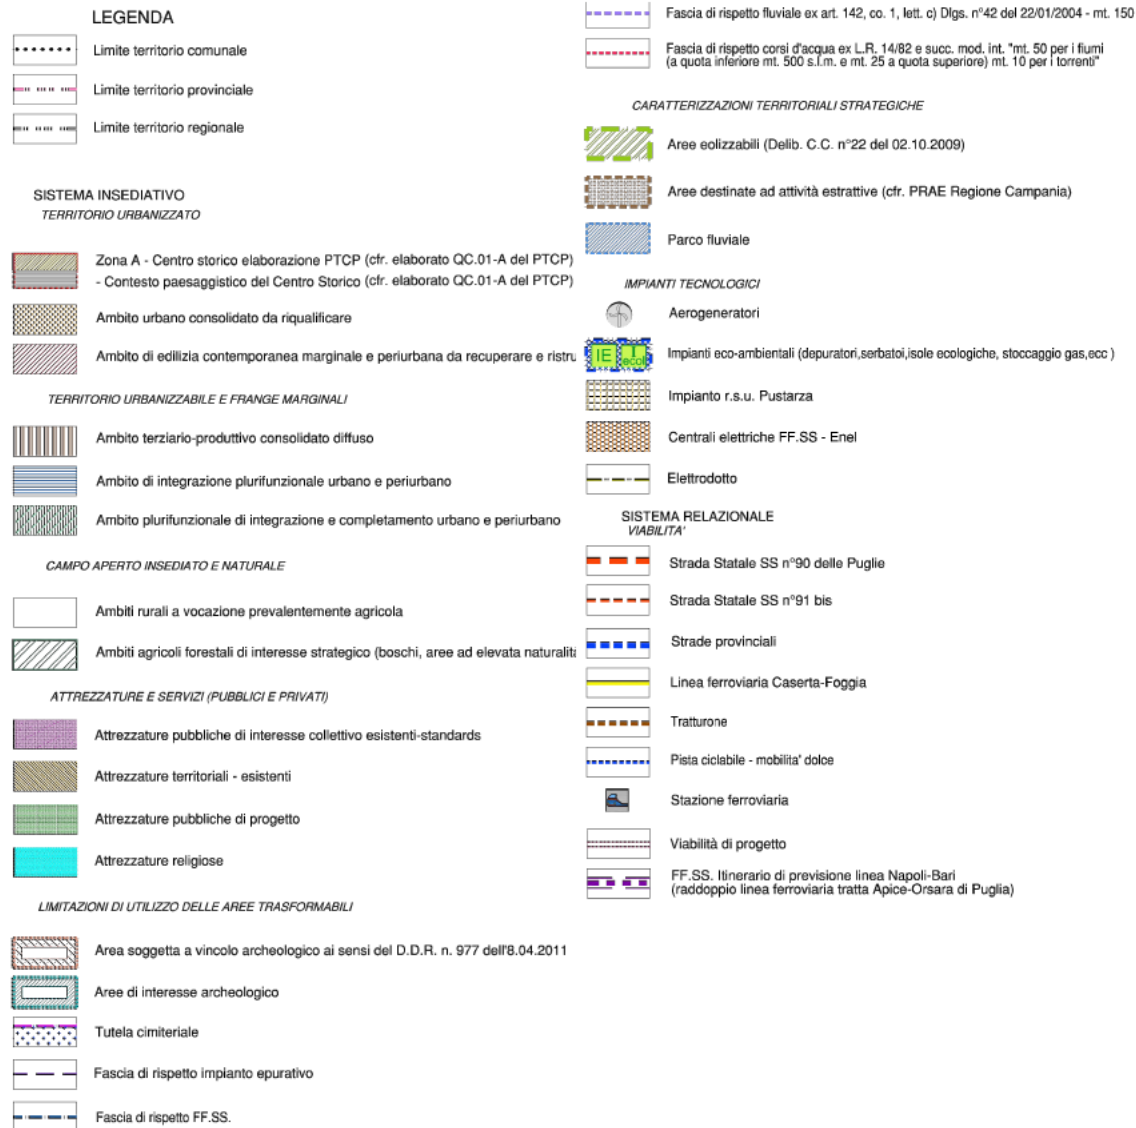 LEGENDA
Limite territorio comunale
Limite territorio provinciale
Limite territorio regionale
SISTEMA INSEDIATIVO
TERRITORIO URBANIZZATO
Zona A - Centro storico elaborazione PTCP (cfr. elaborato QC.01-A del PTCP)
- Contesto paesaggistico del Centro Storico (cfr. elaborato QC.01-A del PTCP)
Ambito urbano consolidato da riqualificare
Ambito di edilizia contemporanea marginale e periurbana da recuperare e ristru
TERRITORIO URBANIZZABILE E FRANGE MARGINALI
Ambito terziario-produttivo consolidato diffuso
Ambito di integrazione plurifunzionale urbano e periurbano
Ambito plurifunzionale di integrazione e completamento urbano e periurbano
CAMPO APERTO INSEDIATO E NATURALE
Ambiti rurali a vocazione prevalentemente agricola
Ambiti agricoli forestali di interesse strategico (boschi, aree ad elevata naturalità
ATTREZZATURE E SERVIZI (PUBBLICI E PRIVATI)
Attrezzature pubbliche di interesse collettivo esistenti-standards
Attrezzature territoriali - esistenti
Attrezzature pubbliche di progetto
Attrezzature religiose
LIMITAZIONI DI UTILIZZO DELLE AREE TRASFORMABILI
Area soggetta a vincolo archeologico ai sensi del D.D.R. n. 977 dell'8.04.2011
Aree di interesse archeologico
Tutela cimiteriale
Fascia di rispetto impianto epurativo
Fascia di rispetto FF.SS.
Fascia di rispetto fluviale ex art. 142, co. 1, lett. c) Dlgs. n°42 del 22/01/2004 - mt. 150
Fascia di rispetto corsi d'acqua ex L.R. 14/82 e succ. mod. int. "mt. 50 per i fiumi
(a quota inferiore mt. 500 s.l.m. e mt. 25 a quota superiore) mt. 10 per i torrenti"
CARATTERIZZAZIONI TERRITORIALI STRATEGICHE
Aree eolizzabili (Delib. C.C. n°22 del 02.10.2009)
Aree destinate ad attività estrattive (cfr. PRAE Regione Campania)
Parco fluviale
IMPIANTI TECNOLOGICI
Aerogeneratori
IE I ecol
Impianti eco-ambientali (depuratori,serbatoi,isole ecologiche, stoccaggio gas,ecc )
Impianto r.s.u. Pustarza
Centrali elettriche FF.SS - Enel
Elettrodotto
SISTEMA RELAZIONALE
VIABILITA'
Strada Statale SS n°90 delle Puglie
Strada Statale SS n°91 bis
Strade provinciali
Linea ferroviaria Caserta-Foggia
Tratturone
Pista ciclabile - mobilita' dolce
Stazione ferroviaria
Viabilità di progetto
FF.SS. Itinerario di previsione linea Napoli-Bari
(raddoppio linea ferroviaria tratta Apice-Orsara di Puglia)